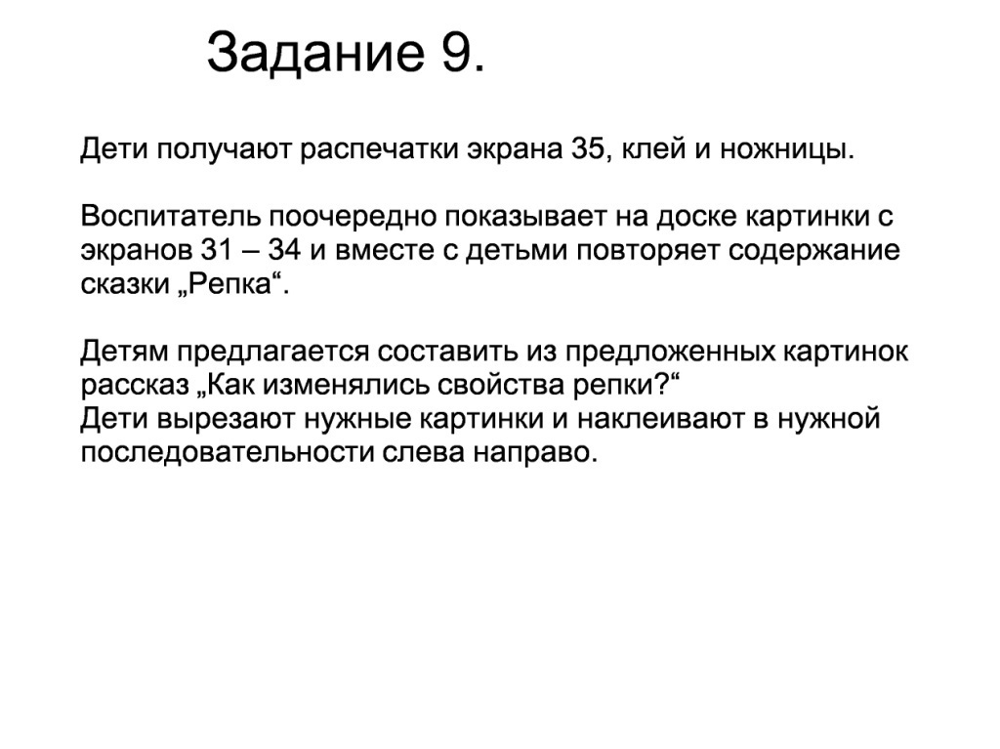 Задание 9.
Дети получают распечатки экрана 35, клей и ножницы.
Воспитатель поочередно показывает на доске картинки с
экранов 31 – 34 и вместе с детьми повторяет содержание
сказки „Репка“.
Детям предлагается составить из предложенных картинок
рассказ „Как изменялись свойства репки?“
Дети вырезают нужные картинки и наклеивают в нужной
последовательности слева направо.